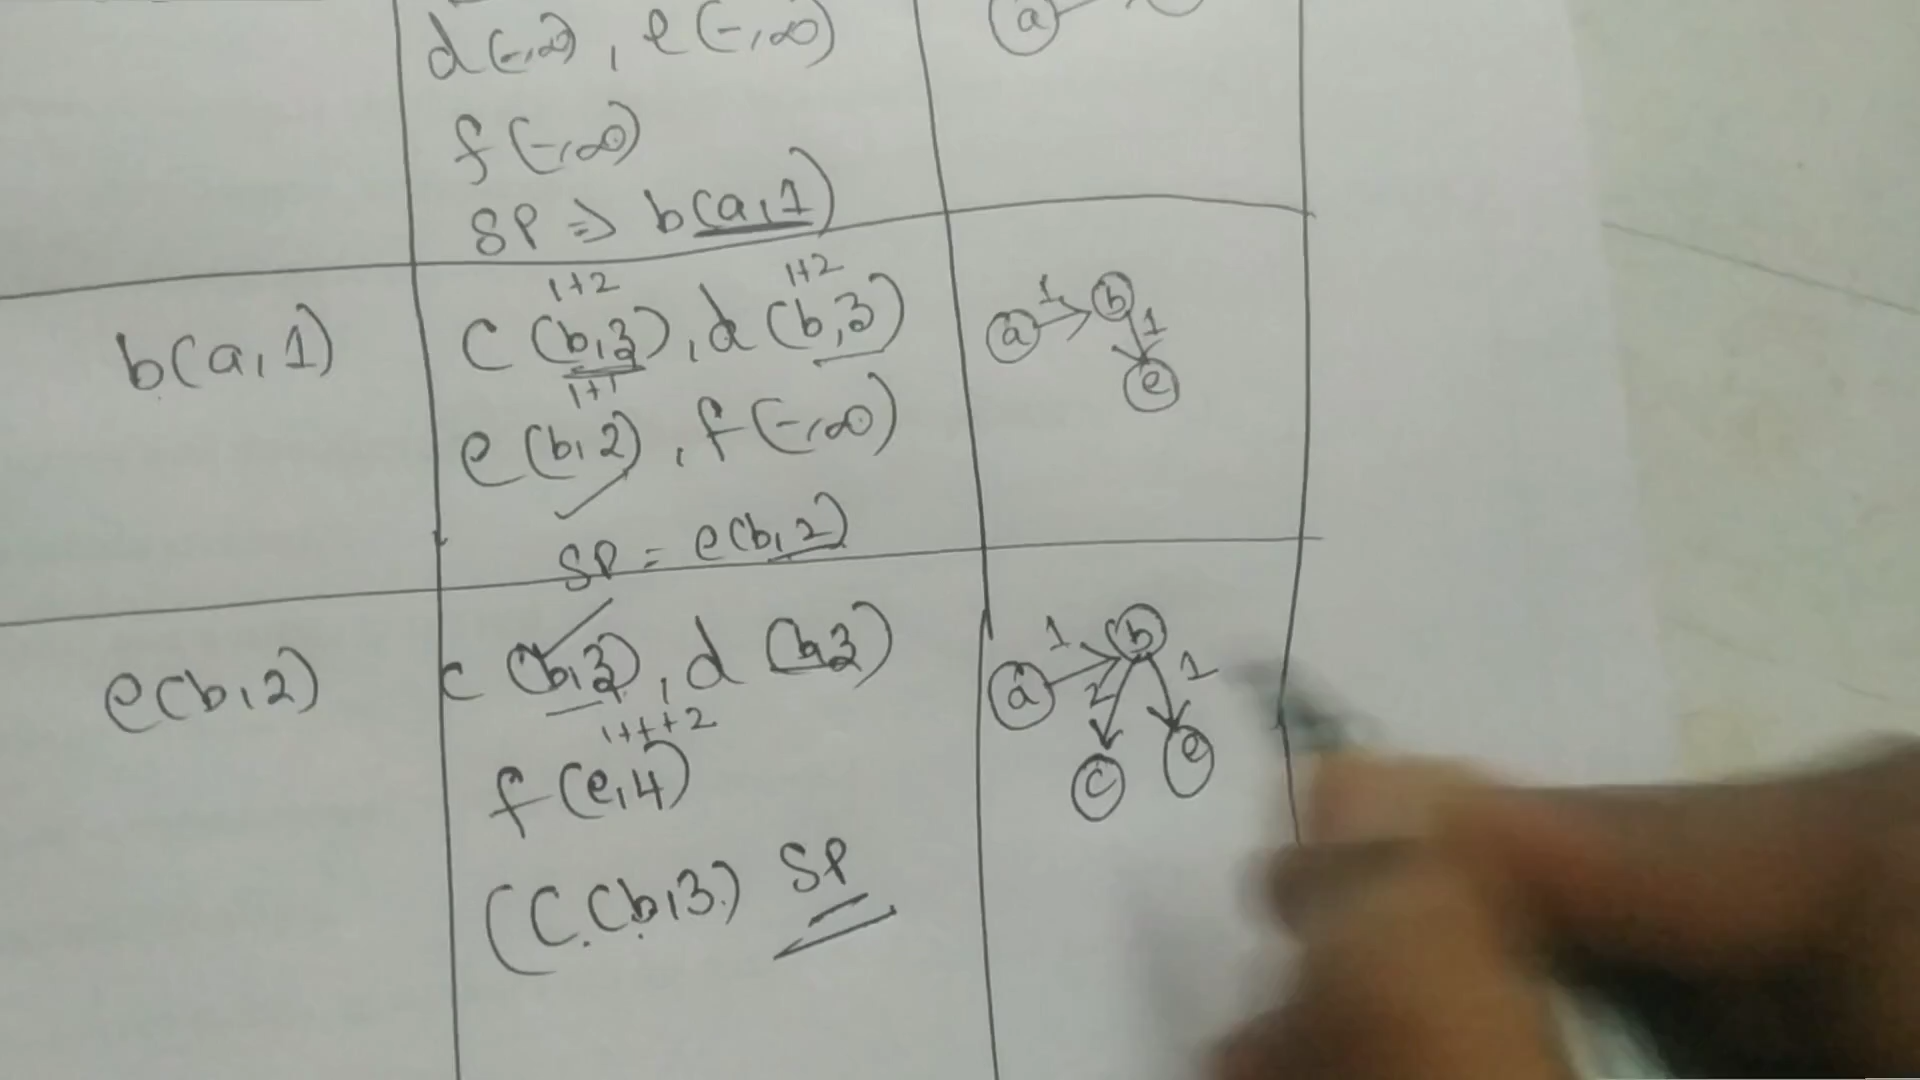 d(-,∞), e(-,∞)
f(-,∞)
SP ⇒ b(a,1)
a
b(a,1)
1+2 1+2
c(b,3), d(b,3)
1+1
e(b,2), f(-,∞)
SP = e(b,2)
a 1 b
1
e
e(b,2)
c(b,3), d(b,3)
1+1+2
f(e,4)
(C.(b,3) SP
a 1 b
2 1
c e